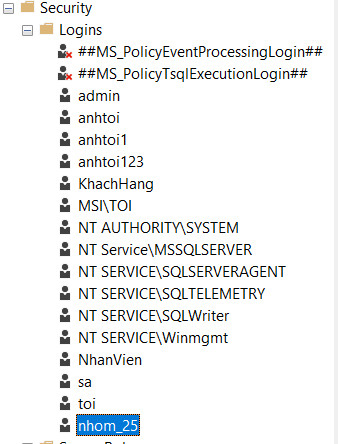 Security
Logins
##MS_PolicyEventProcessingLogin##
##MS_PolicyTsqlExecutionLogin##
admin
anhtoi
anhtoi1
anhtoi123
KhachHang
MSI\TOI
NT AUTHORITY\SYSTEM
NT Service\MSSQLSERVER
NT SERVICE\SQLSERVERAGENT
NT SERVICE\SQLTELEMETRY
NT SERVICE\SQLWriter
NT SERVICE\Winmgmt
NhanVien
sa
toi
nhom_25